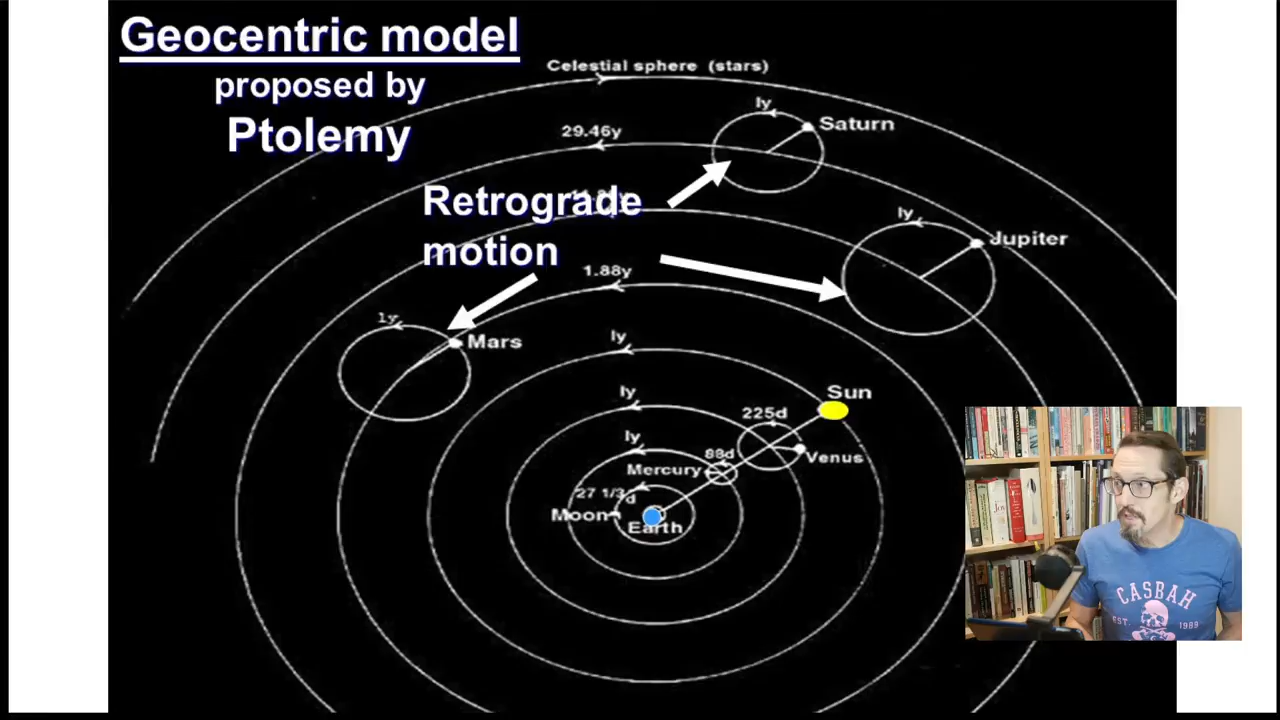 Geocentric model
proposed by
Ptolemy
Celestial sphere (stars)
1y
Saturn
29.46y
Retrograde
motion
1y
Jupiter
1.88y
1y
Mars
1y
Sun
1y
225d
1y
88d
Venus
Mercury
27 1/3
d
Moon
Earth
CASBAH
EST. 1989